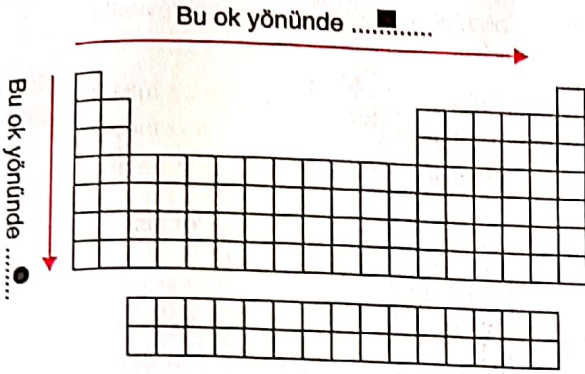 Bu ok yönünde ....■.......
Bu ok yönünde .......●...